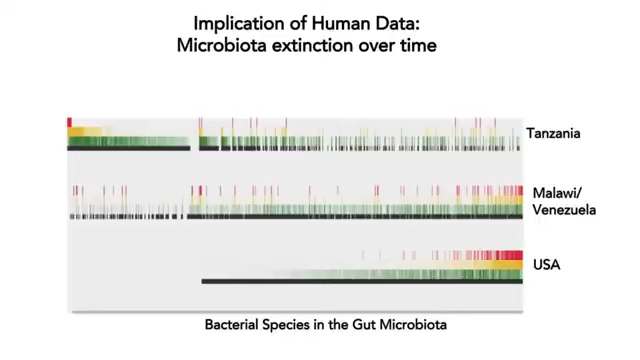 Implication of Human Data:
Microbiota extinction over time
Tanzania
Malawi/
Venezuela
USA
Bacterial Species in the Gut Microbiota